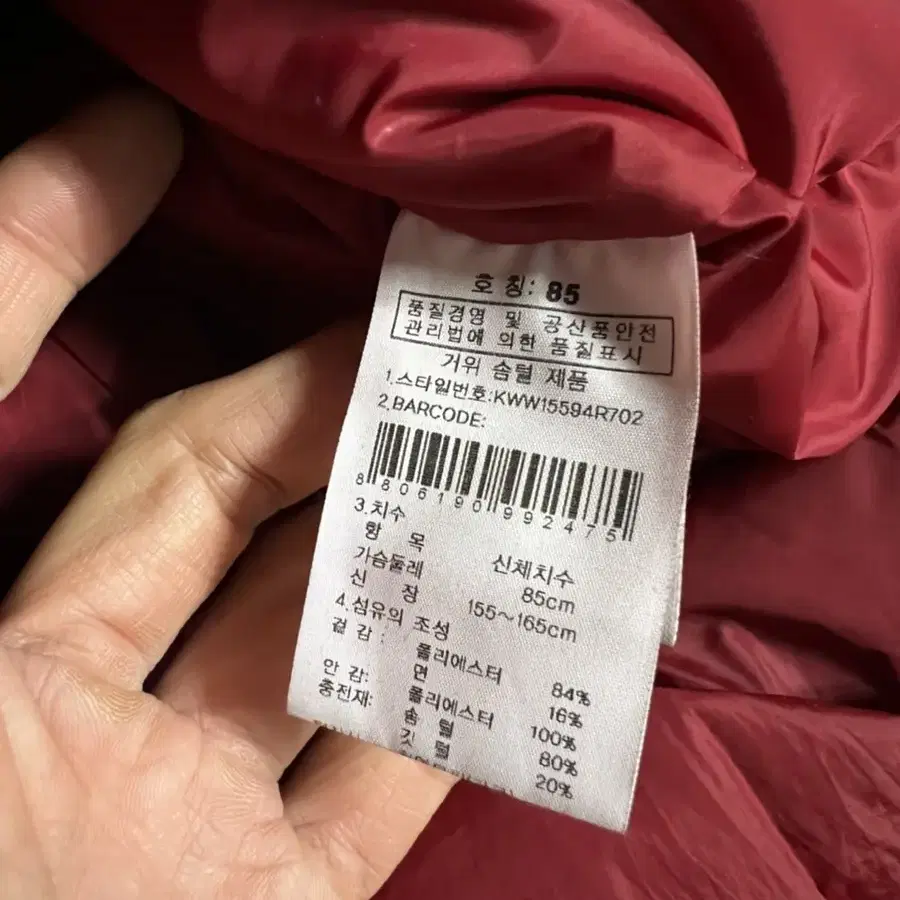 호 칭: 85
품질경영 및 공산품안전
관리법에 의한 품질표시
거위 솜털 제품
1.스타일번호:KWW15594R702
2.BARCODE:
8806190992475
3.치수
항 목 신체치수
가슴둘레 85cm
신 장 155~165cm
4.섬유의 조성
겉 감: 폴리에스터 84%
면 16%
안 감: 폴리에스터 100%
충전재: 솜 털 80%
깃 털 20%